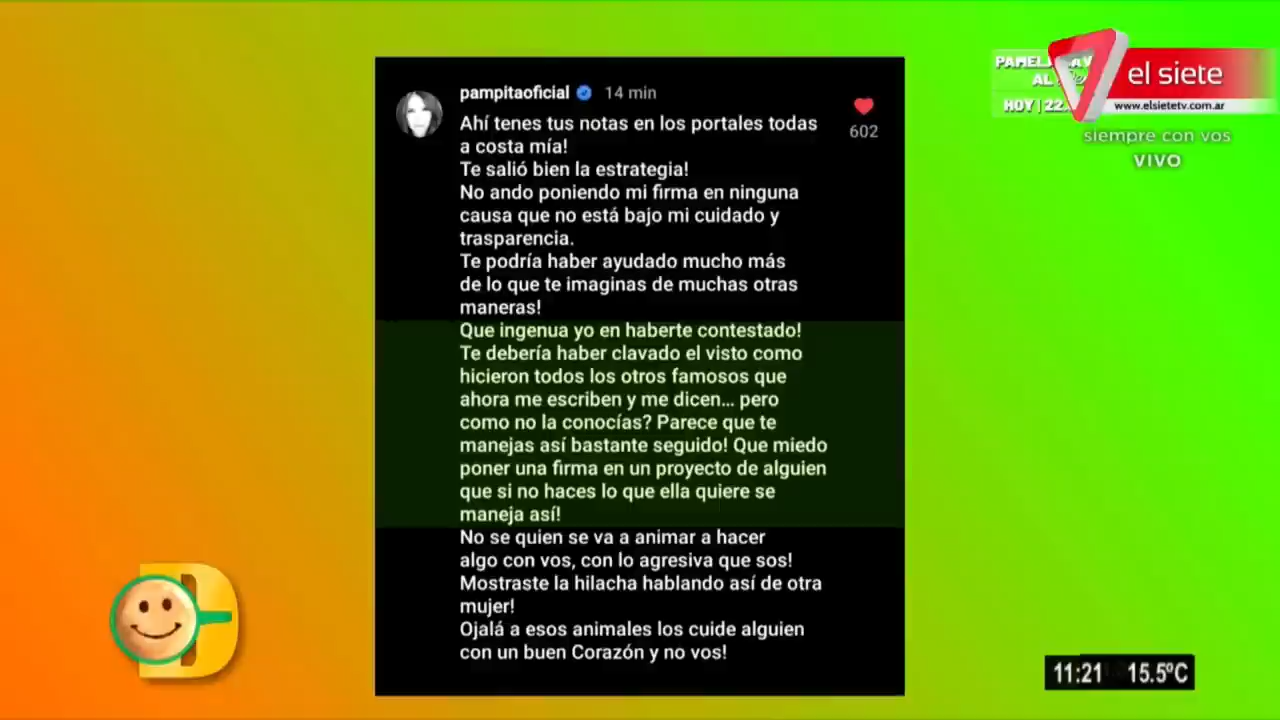 pampitaoficial 14 min
Ahí tenes tus notas en los portales todas
a costa mía!
Te salió bien la estrategia!
No ando poniendo mi firma en ninguna
causa que no está bajo mi cuidado y
trasparencia.
Te podría haber ayudado mucho más
de lo que te imaginas de muchas otras
maneras!
Que ingenua yo en haberte contestado!
Te debería haber clavado el visto como
hicieron todos los otros famosos que
ahora me escriben y me dicen... pero
como no la conocías? Parece que te
manejas así bastante seguido! Que miedo
poner una firma en un proyecto de alguien
que si no haces lo que ella quiere se
maneja así!
No se quien se va a animar a hacer
algo con vos, con lo agresiva que sos!
Mostraste la hilacha hablando así de otra
mujer!
Ojalá a esos animales los cuide alguien
con un buen Corazón y no vos!
602
el siete
www.elsietetv.com.ar
AL
HOY | 22
siempre con vos
VIVO
D
11:21 15.5ºC